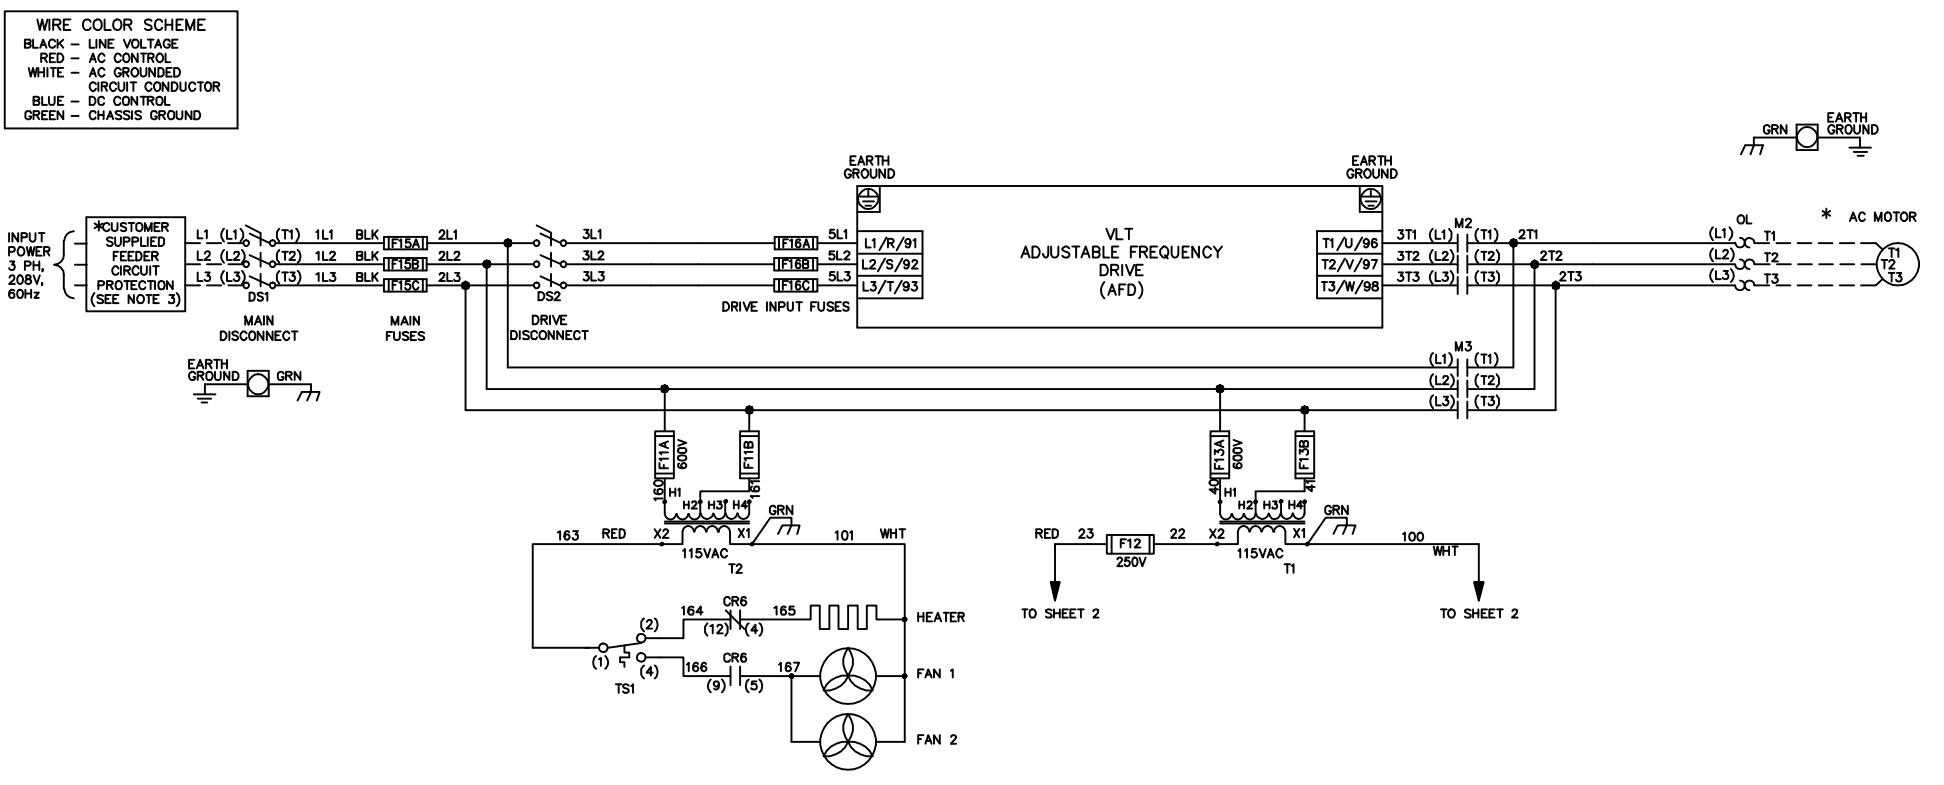 WIRE COLOR SCHEME
BLACK – LINE VOLTAGE
RED – AC CONTROL
WHITE – AC GROUNDED
CIRCUIT CONDUCTOR
BLUE – DC CONTROL
GREEN – CHASSIS GROUND
GRN
EARTH
GROUND
EARTH
GROUND
EARTH
GROUND
INPUT
POWER
3 PH,
208V,
60Hz
*CUSTOMER
SUPPLIED
FEEDER
CIRCUIT
PROTECTION
(SEE NOTE 3)
L1 (L1) (T1) 1L1 BLK F15A 2L1 3L1 F16A 5L1 L1/R/91
L2 (L2) (T2) 1L2 BLK F15B 2L2 3L2 F16B 5L2 L2/S/92
L3 (L3) (T3) 1L3 BLK F15C 2L3 3L3 F16C 5L3 L3/T/93
DS1
MAIN
DISCONNECT
MAIN
FUSES
DS2
DRIVE
DISCONNECT
DRIVE INPUT FUSES
VLT
ADJUSTABLE FREQUENCY
DRIVE
(AFD)
M2
T1/U/96 3T1 (L1) (T1) 2T1
T2/V/97 3T2 (L2) (T2) 2T2
T3/W/98 3T3 (L3) (T3) 2T3
OL
(L1) T1
(L2) T2
(L3) T3
* AC MOTOR
T1
T2
T3
EARTH
GROUND
GRN
M3
(L1) (T1)
(L2) (T2)
(L3) (T3)
F11A
600V
F11B
160
161
H1
H2 H3 H4
GRN
163 RED X2 X1 101 WHT
115VAC
T2
F13A
600V
F13B
40
41
H1
H2 H3 H4
GRN
RED 23 F12 22 X2 X1 100
WHT
250V
115VAC
T1
TO SHEET 2
TO SHEET 2
164 CR6 165
(12) (4)
HEATER
(2)
(1)
(4)
TS1
166 CR6 167
(9) (5)
FAN 1
FAN 2